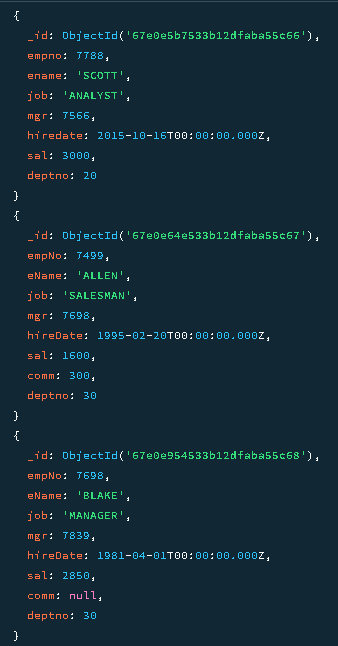 {
_id: ObjectId('67e0e5b7533b12dfaba55c66'),
empno: 7788,
ename: 'SCOTT',
job: 'ANALYST',
mgr: 7566,
hiredate: 2015-10-16T00:00:00.000Z,
sal: 3000,
deptno: 20
}
{
_id: ObjectId('67e0e64e533b12dfaba55c67'),
empNo: 7499,
eName: 'ALLEN',
job: 'SALESMAN',
mgr: 7698,
hireDate: 1995-02-20T00:00:00.000Z,
sal: 1600,
comm: 300,
deptno: 30
}
{
_id: ObjectId('67e0e954533b12dfaba55c68'),
empNo: 7698,
eName: 'BLAKE',
job: 'MANAGER',
mgr: 7839,
hireDate: 1981-04-01T00:00:00.000Z,
sal: 2850,
comm: null,
deptno: 30
}